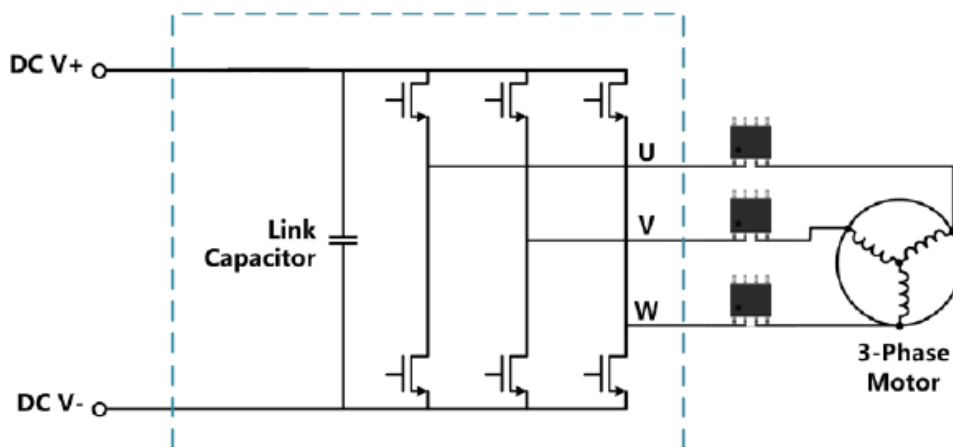 DC V+
U
V
Link
Capacitor
W
3-Phase
Motor
DC V-